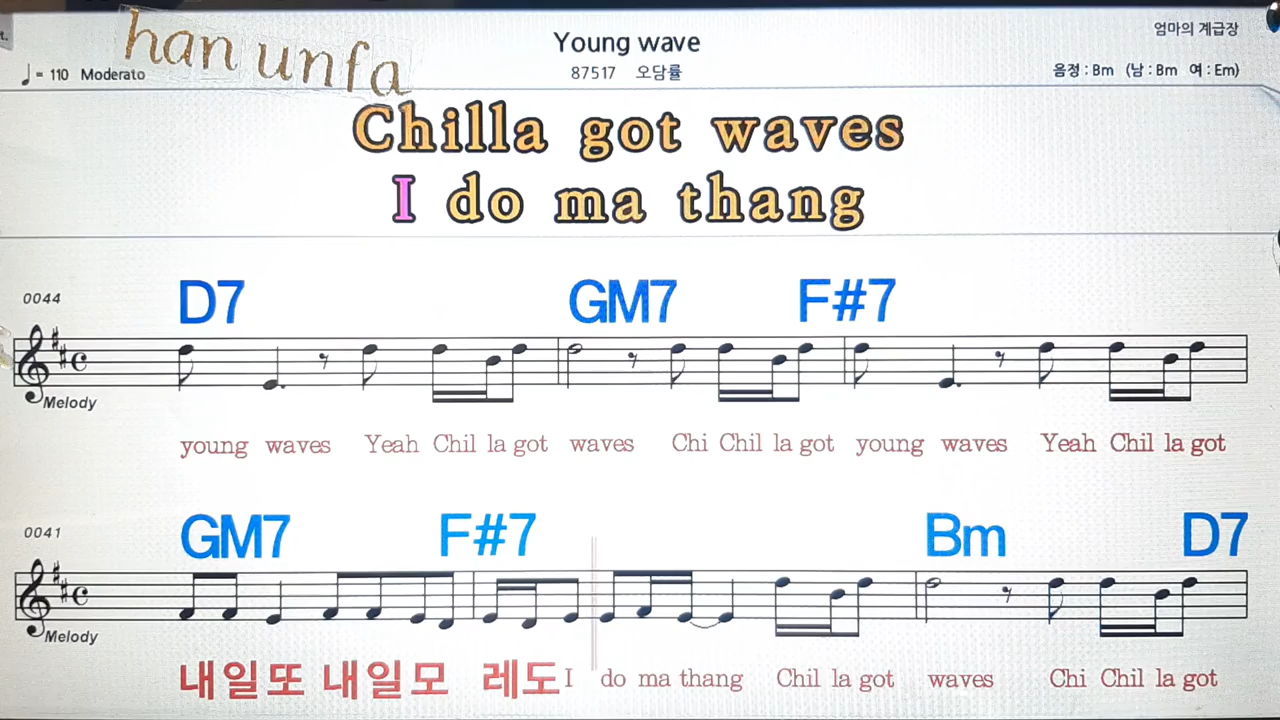 han unfa
Young wave
엄마의 계급장
♩= 110 Moderato
87517 오담률
음정 : Bm (남 : Bm 여 : Em)
Chilla got waves
I do ma thang
D7 GM7 F#7
0044
Melody
young waves Yeah Chil la got waves Chi Chil la got young waves Yeah Chil la got
GM7 F#7 Bm D7
0041
Melody
내일또 내일모 레도 I do ma thang Chil la got waves Chi Chil la got